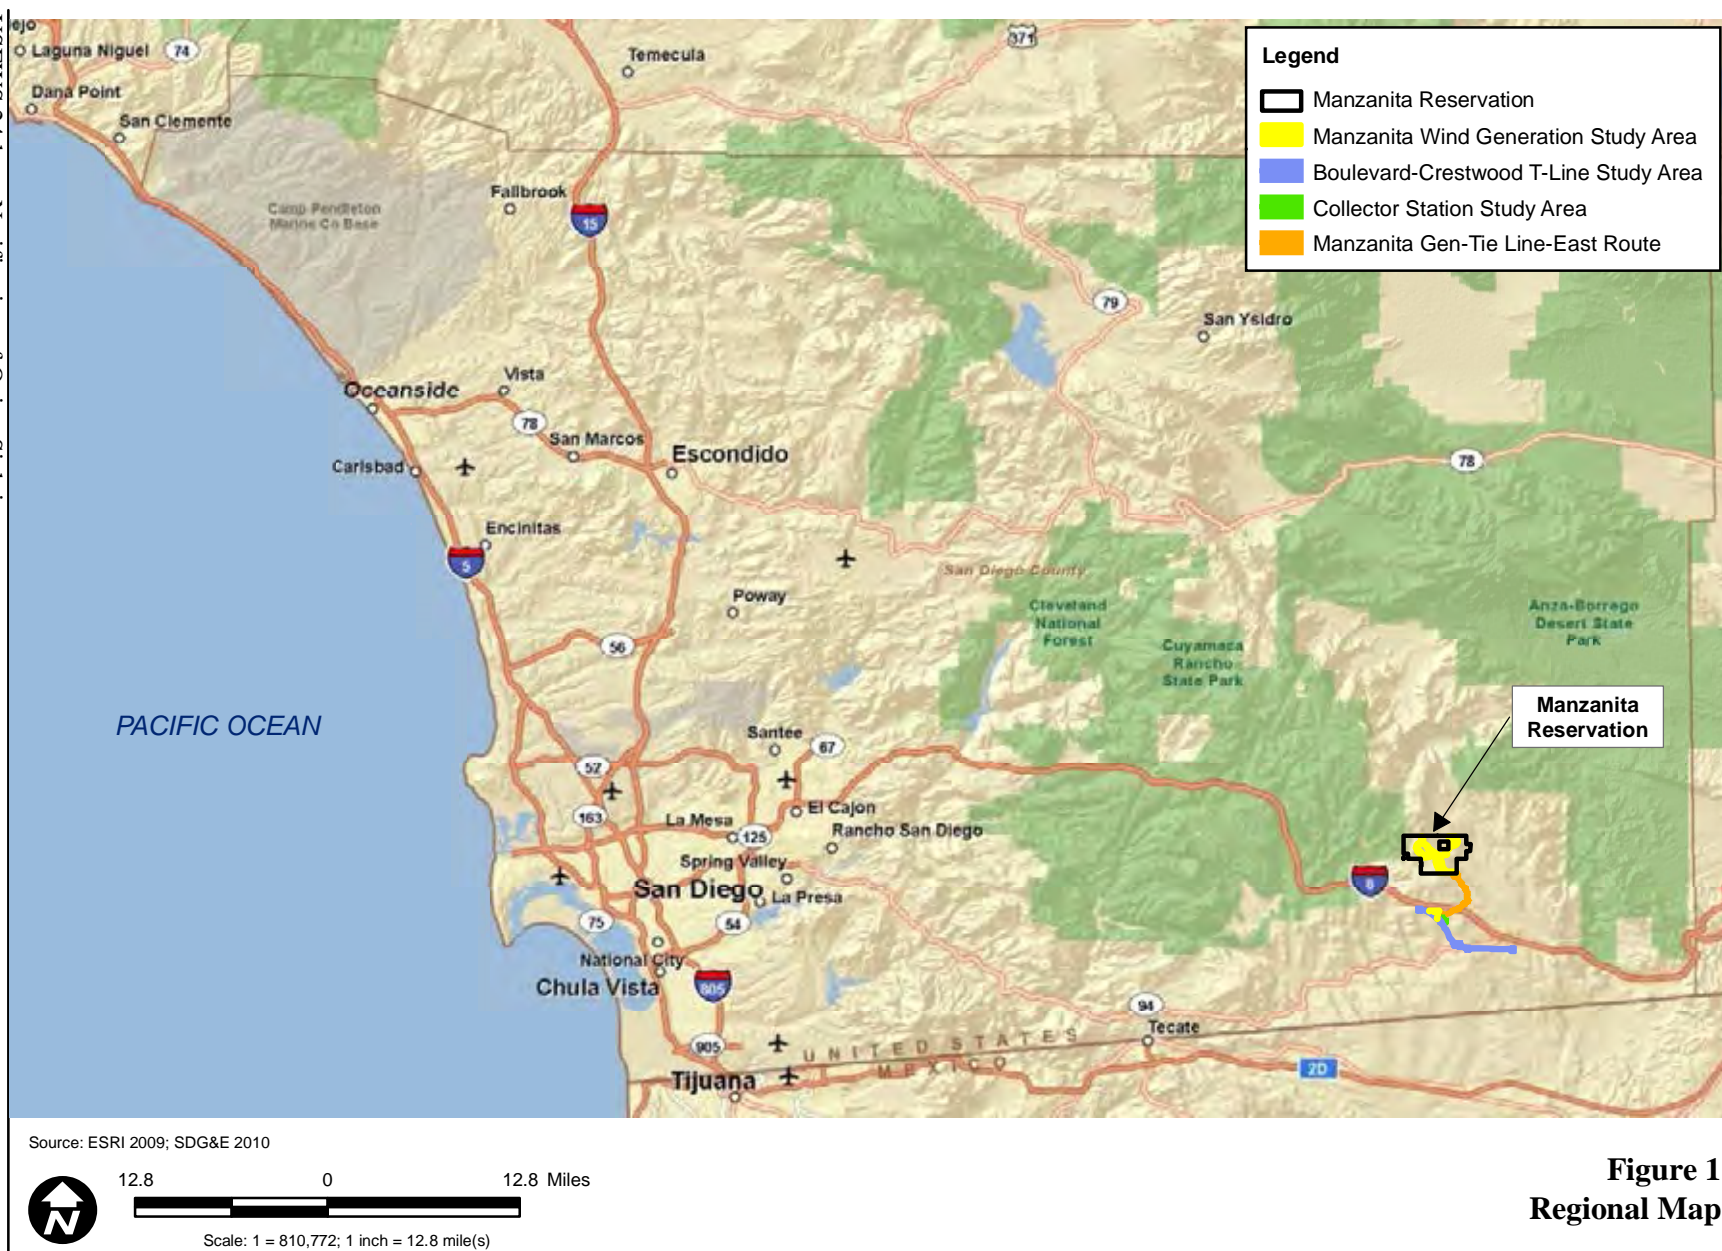 ejo
Laguna Niguel
74
Dana Point
San Clemente
Temecula
371
Legend
Manzanita Reservation
Manzanita Wind Generation Study Area
Boulevard-Crestwood T-Line Study Area
Collector Station Study Area
Manzanita Gen-Tie Line-East Route
Camp Pendleton
Marine Co Base
Fallbrook
15
79
San Ysidro
Oceanside
Vista
78
San Marcos
Escondido
78
Carlsbad
Encinitas
5
San Diego County
Poway
Cleveland
National
Forest
Anza-Borrego
Desert State
Park
56
Cuyamaca
Rancho
State Park
PACIFIC OCEAN
Manzanita
Reservation
Santee
67
52
163
La Mesa
125
El Cajon
Rancho San Diego
Spring Valley
San Diego
La Presa
8
75
54
National City
Chula Vista
805
94
Tecate
905
UNITED STATES
MEXICO
Tijuana
2D
Source: ESRI 2009; SDG&E 2010
12.8 0 12.8 Miles
N
Scale: 1 = 810,772; 1 inch = 12.8 mile(s)
Figure 1
Regional Map